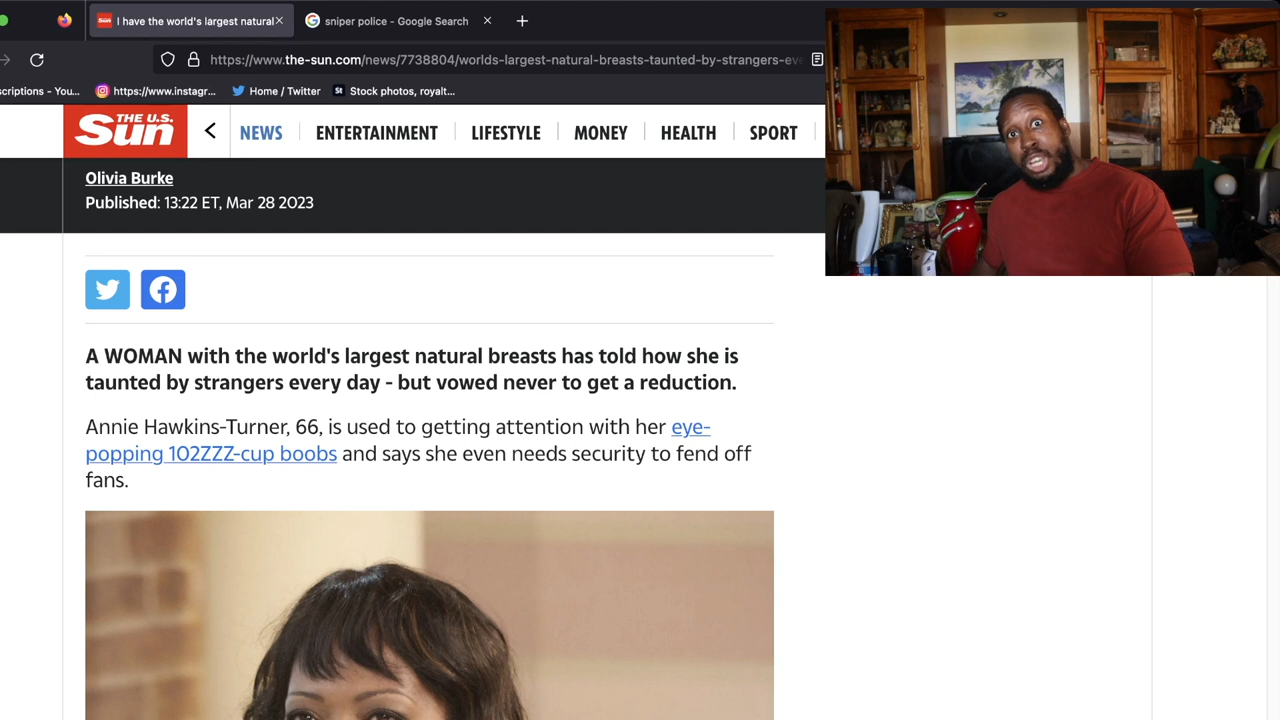 I have the world's largest natural
sniper police - Google Search
https://www.the-sun.com/news/7738804/worlds-largest-natural-breasts-taunted-by-strangers-eve
scriptions - You...
https://www.instagr...
Home / Twitter
St
Stock photos, royalt...
THE U.S.
Sun
NEWS
ENTERTAINMENT
LIFESTYLE
MONEY
HEALTH
SPORT
Olivia Burke
Published: 13:22 ET, Mar 28 2023
A WOMAN with the world's largest natural breasts has told how she is
taunted by strangers every day - but vowed never to get a reduction.
Annie Hawkins-Turner, 66, is used to getting attention with her eye-
popping 102ZZZ-cup boobs and says she even needs security to fend off
fans.